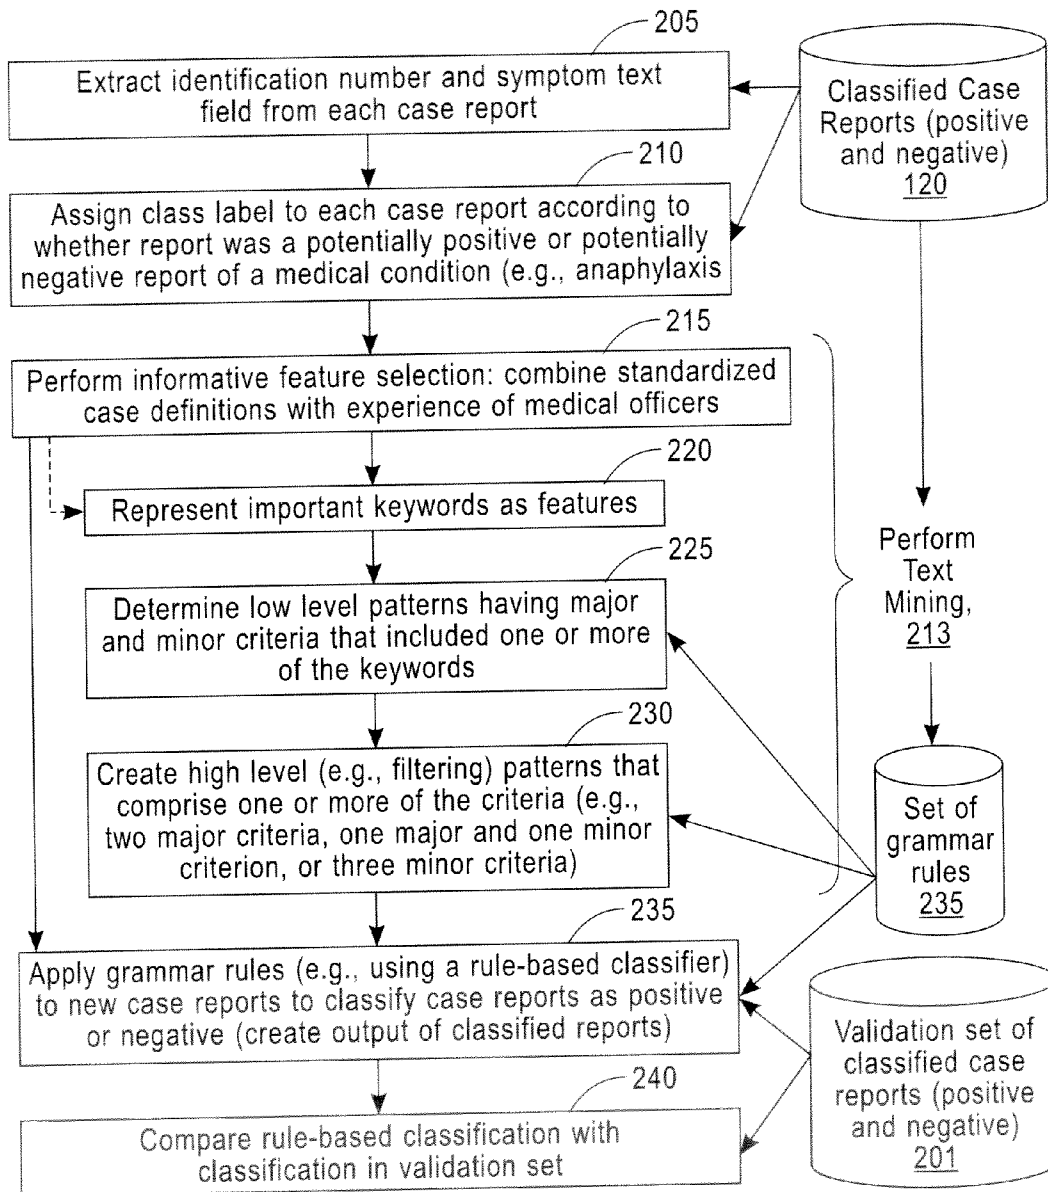 205
Extract identification number and symptom text
field from each case report
Classified Case
Reports (positive
and negative)
120
210
Assign class label to each case report according to
whether report was a potentially positive or potentially
negative report of a medical condition (e.g., anaphylaxis
215
Perform informative feature selection: combine standardized
case definitions with experience of medical officers
220
Represent important keywords as features
225
Determine low level patterns having major
and minor criteria that included one or more
of the keywords
Perform
Text
Mining,
213
230
Create high level (e.g., filtering) patterns that
comprise one or more of the criteria (e.g.,
two major criteria, one major and one minor
criterion, or three minor criteria)
Set of
grammar
rules
235
235
Apply grammar rules (e.g., using a rule-based classifier)
to new case reports to classify case reports as positive
or negative (create output of classified reports)
Validation set of
classified case
reports (positive
and negative)
201
240
Compare rule-based classification with
classification in validation set